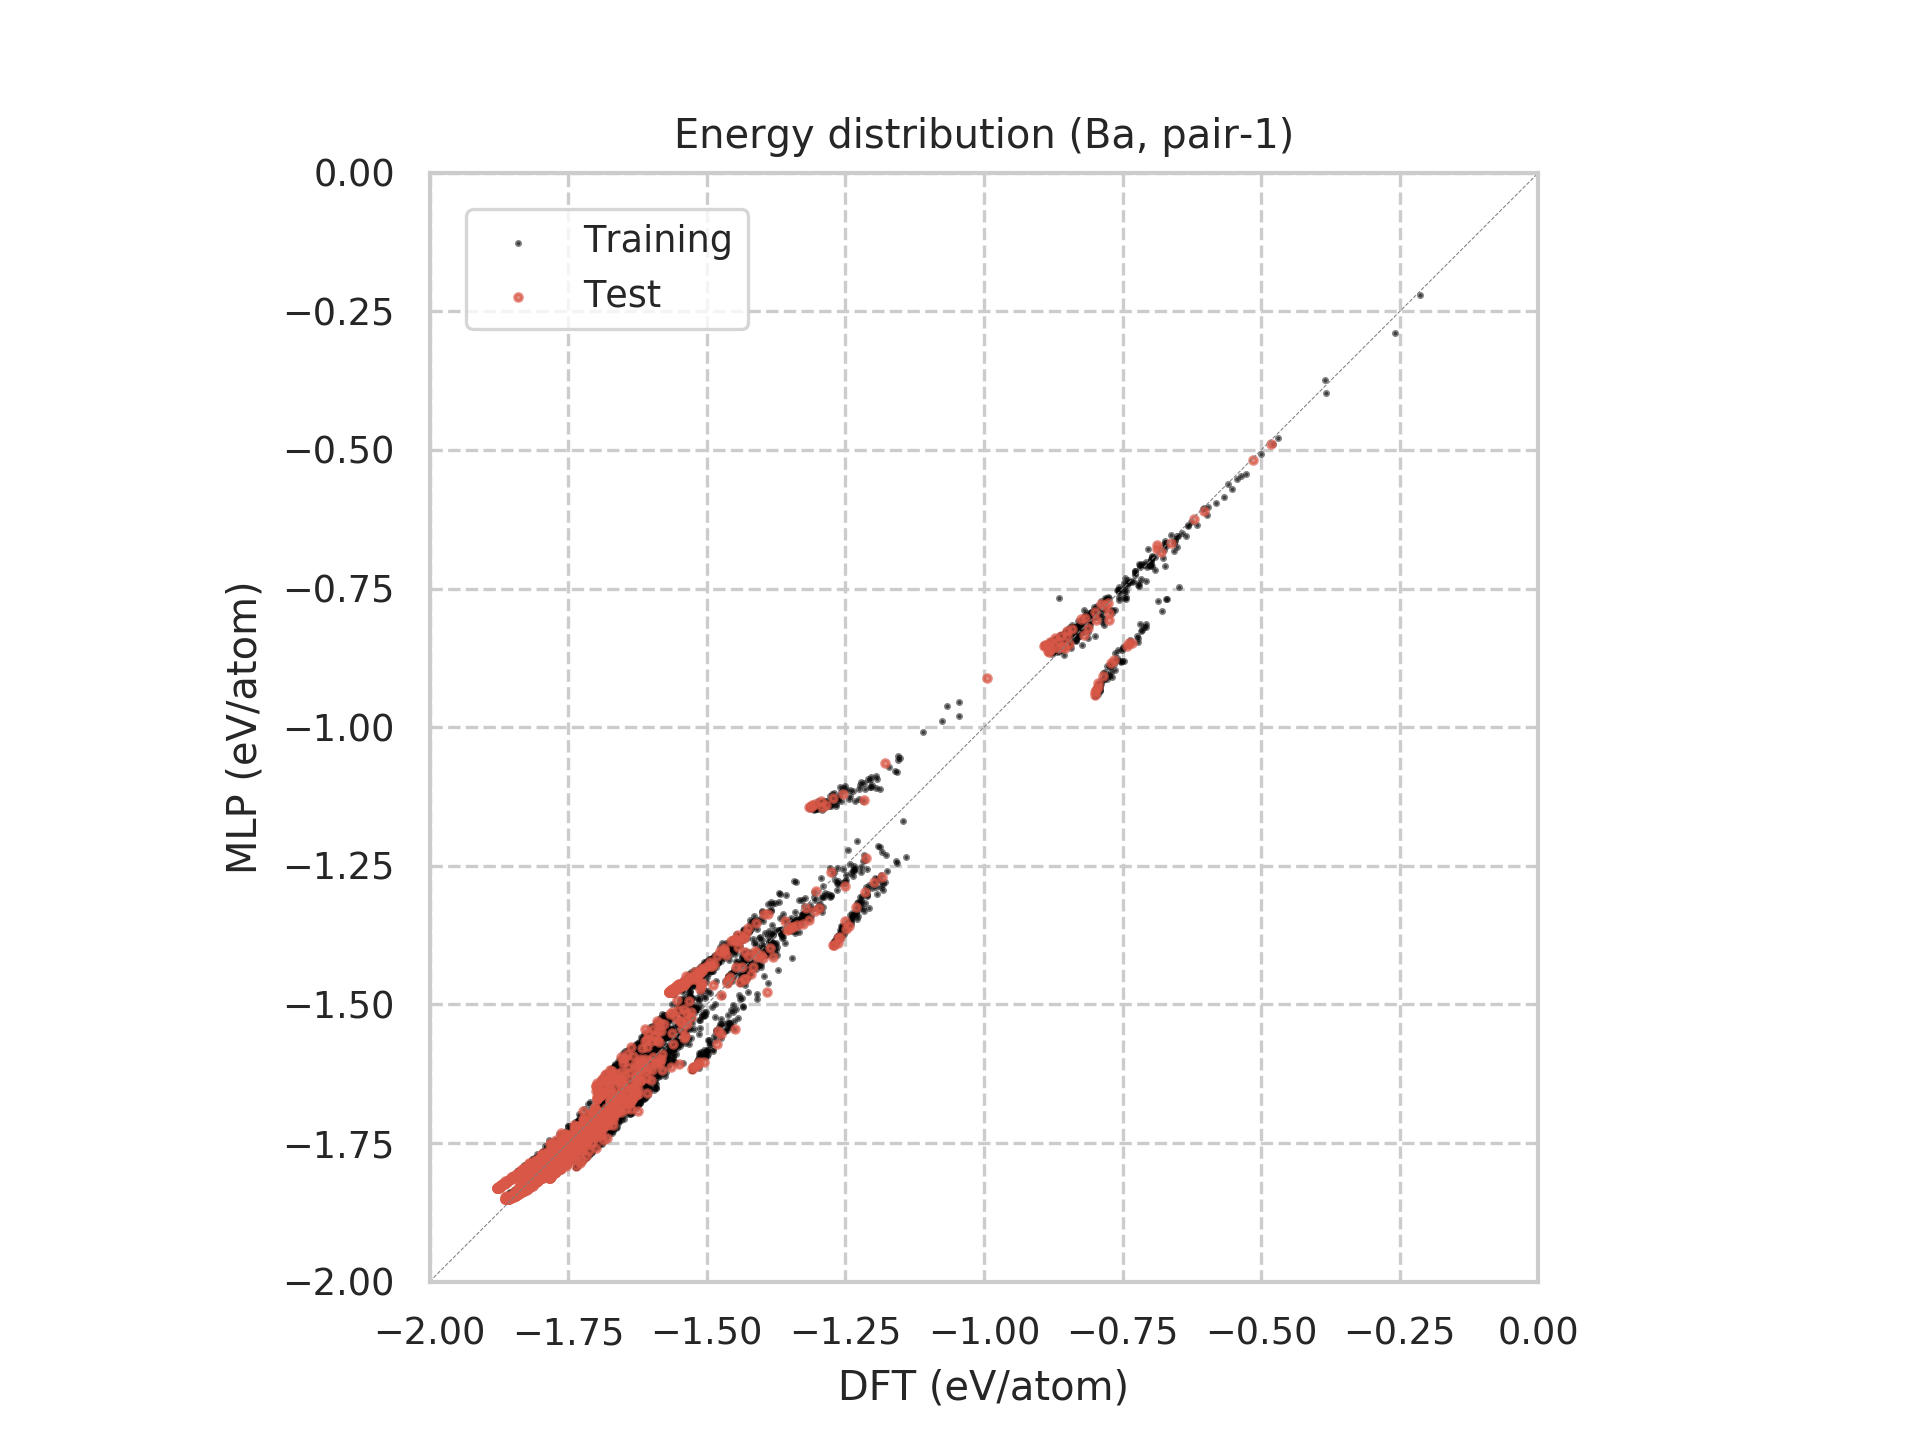 Energy distribution (Ba, pair-1)
0.00
−0.25
−0.50
−0.75
−1.00
−1.25
−1.50
−1.75
−2.00
MLP (eV/atom)
Training
Test
−2.00 −1.75 −1.50 −1.25 −1.00 −0.75 −0.50 −0.25 0.00
DFT (eV/atom)